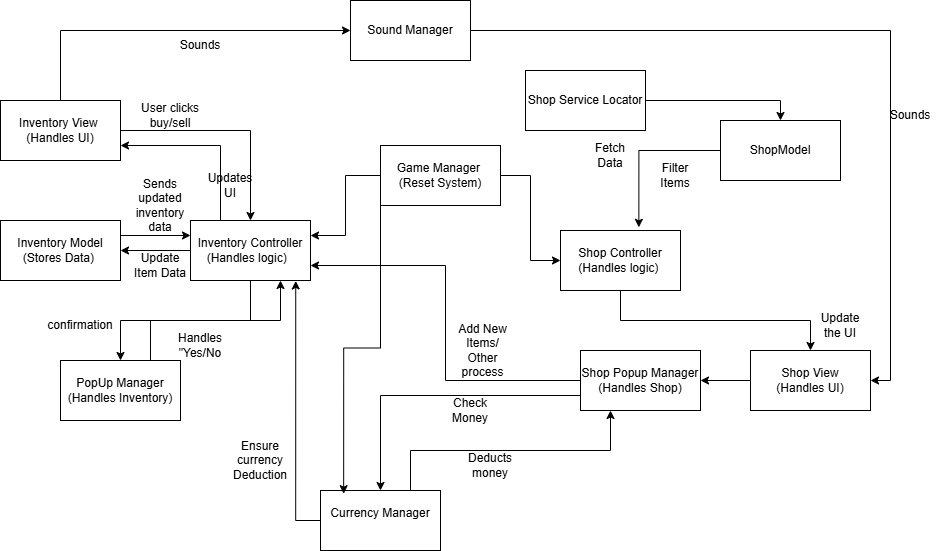 Sound Manager
Sounds
Shop Service Locator
Inventory View
(Handles UI)
User clicks
buy/sell
Sounds
ShopModel
Fetch
Data
Filter
Items
Game Manager
(Reset System)
Updates
UI
Sends
updated
inventory
data
Inventory Model
(Stores Data)
Inventory Controller
(Handles logic)
Update
Item Data
Shop Controller
(Handles logic)
confirmation
Handles
"Yes/No
Update
the UI
Add New
Items/
Other
process
PopUp Manager
(Handles Inventory)
Shop Popup Manager
(Handles Shop)
Shop View
(Handles UI)
Check
Money
Ensure
currency
Deduction
Deducts
money
Currency Manager